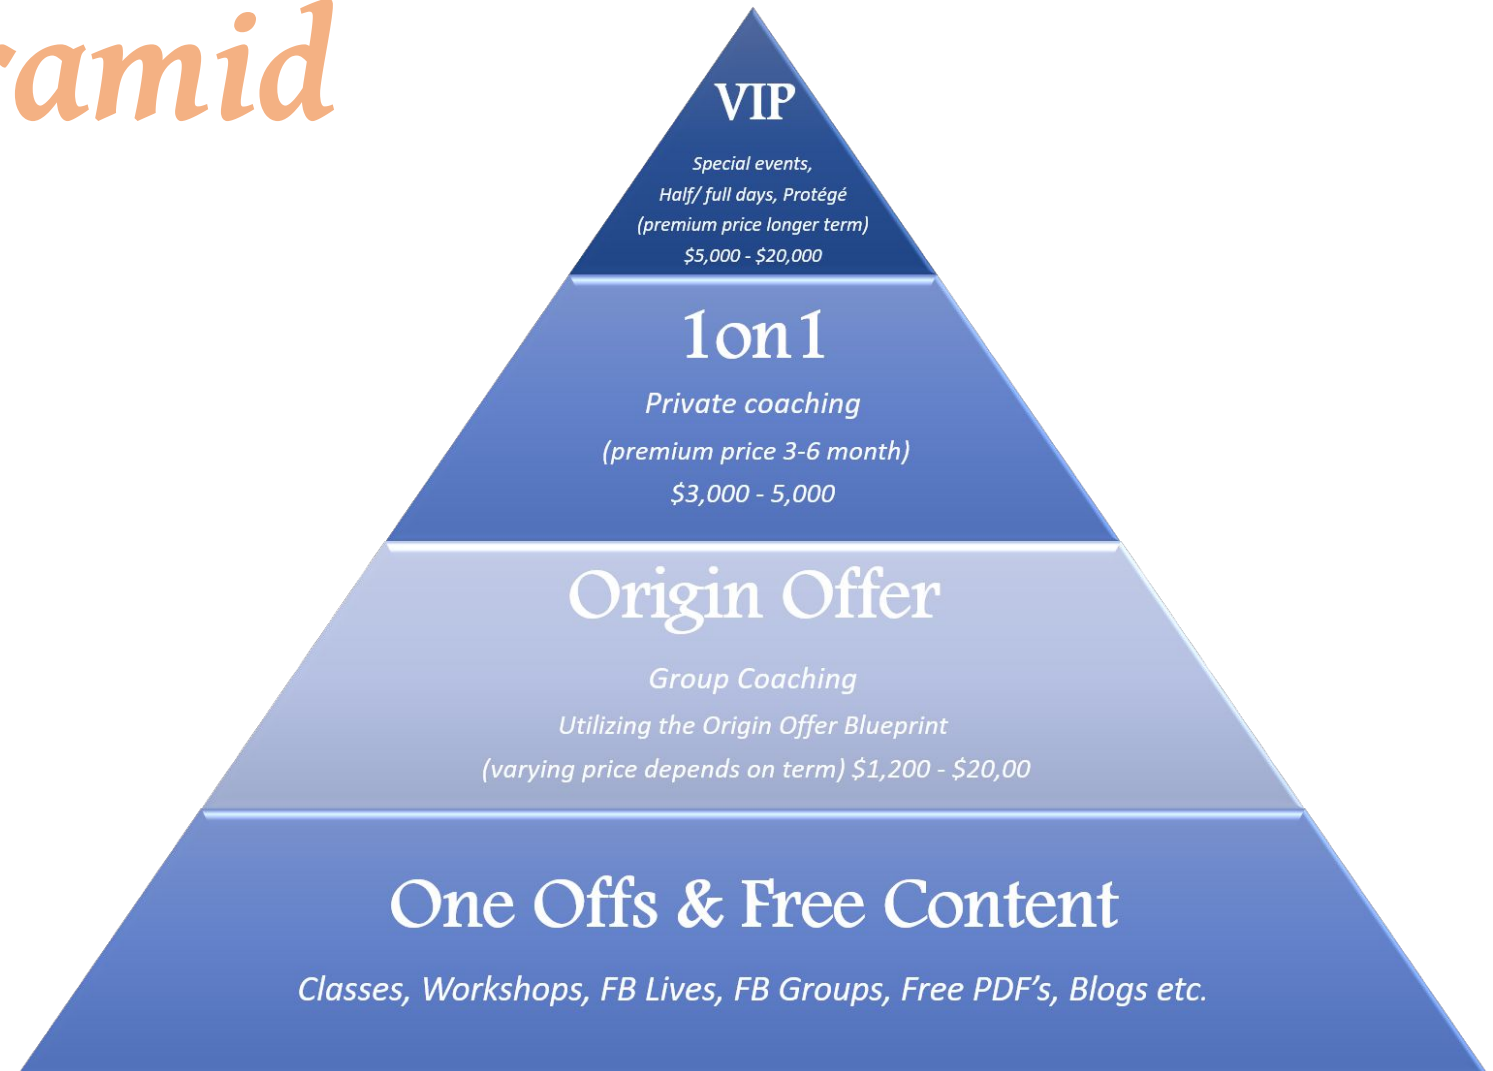 ramid
VIP
Special events,
Half/ full days, Protégé
(premium price longer term)
$5,000 - $20,000
1on1
Private coaching
(premium price 3-6 month)
$3,000 - 5,000
Origin Offer
Group Coaching
Utilizing the Origin Offer Blueprint
(varying price depends on term) $1,200 - $20,00
One Offs & Free Content
Classes, Workshops, FB Lives, FB Groups, Free PDF’s, Blogs etc.